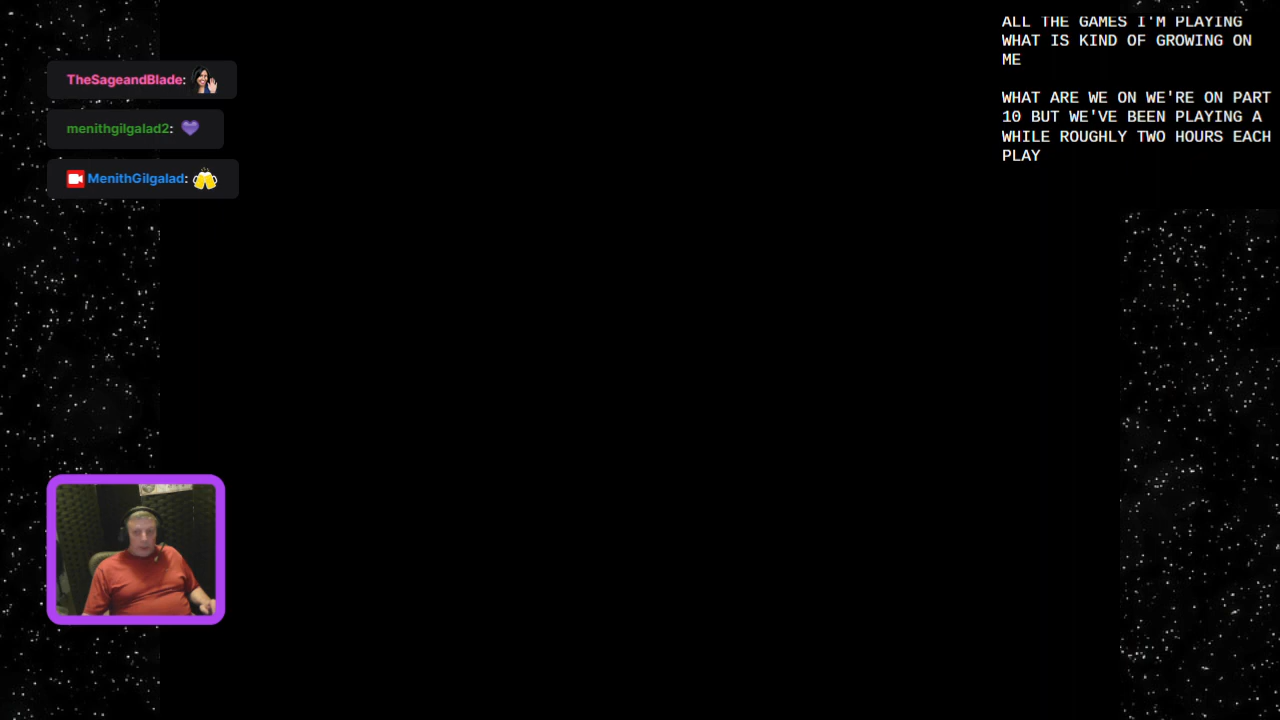 TheSageandBlade:
menithgilgalad2:
MenithGilgalad:
ALL THE GAMES I'M PLAYING
WHAT IS KIND OF GROWING ON
ME
WHAT ARE WE ON WE'RE ON PART
10 BUT WE'VE BEEN PLAYING A
WHILE ROUGHLY TWO HOURS EACH
PLAY